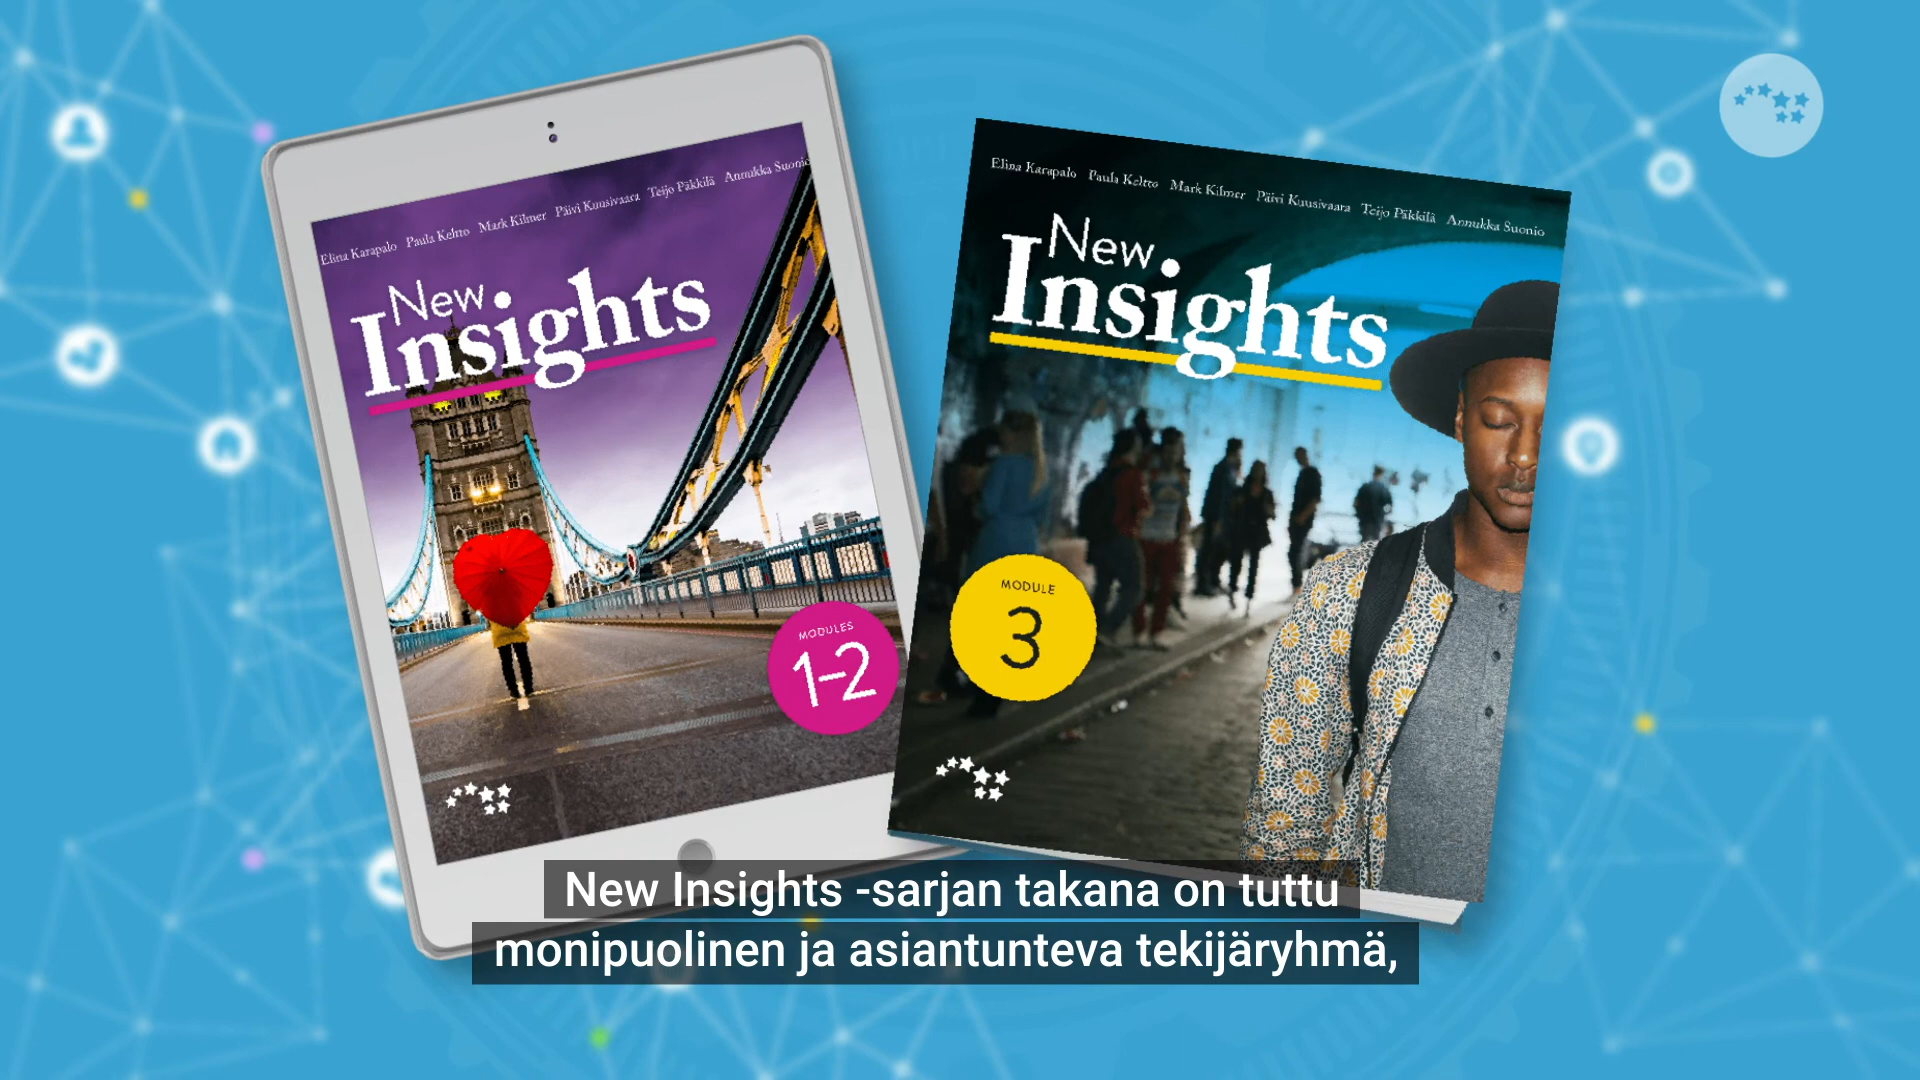 Elina Karapalo Paula Keltto Mark Kilmer Päivi Kuusivaara Teijo Päkkilä Annukka Suonio
New
Insights
MODULES
1-2
Elina Karapalo Paula Keltto Mark Kilmer Päivi Kuusivaara Teijo Päkkilä Annukka Suonio
New
Insights
MODULE
3
New Insights -sarjan takana on tuttu
monipuolinen ja asiantunteva tekijäryhmä,